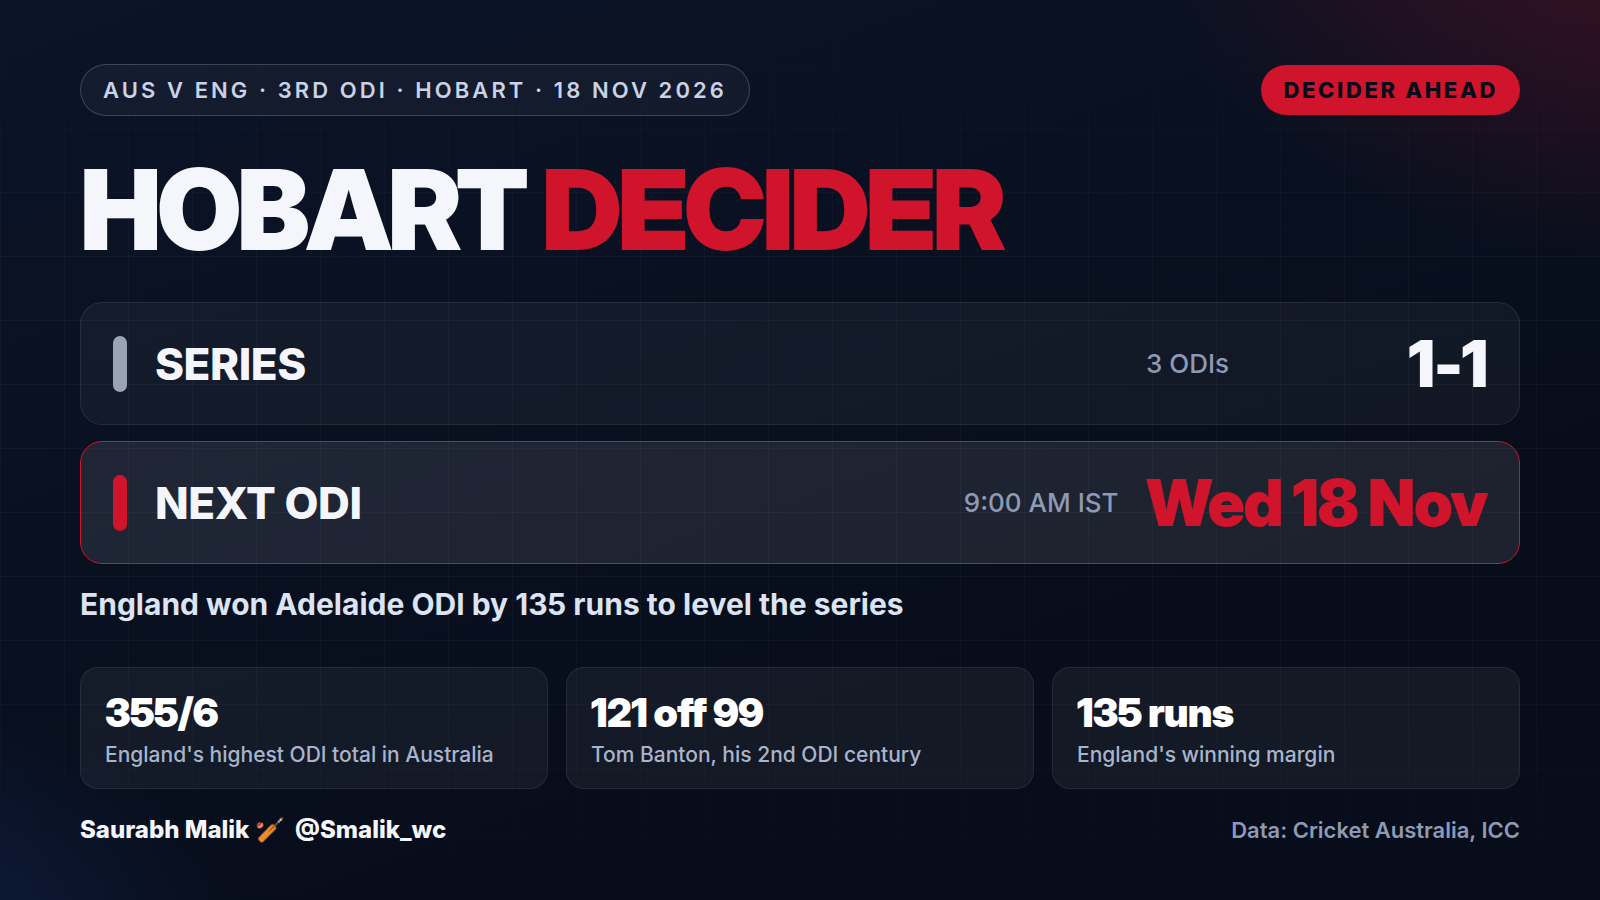 AUS V ENG · 3RD ODI · HOBART · 18 NOV 2026
DECIDER AHEAD
HOBART DECIDER
SERIES
3 ODIs
1-1
NEXT ODI
9:00 AM IST
Wed 18 Nov
England won Adelaide ODI by 135 runs to level the series
355/6
England's highest ODI total in Australia
121 off 99
Tom Banton, his 2nd ODI century
135 runs
England's winning margin
Saurabh Malik 🏏 @Smalik_wc
Data: Cricket Australia, ICC